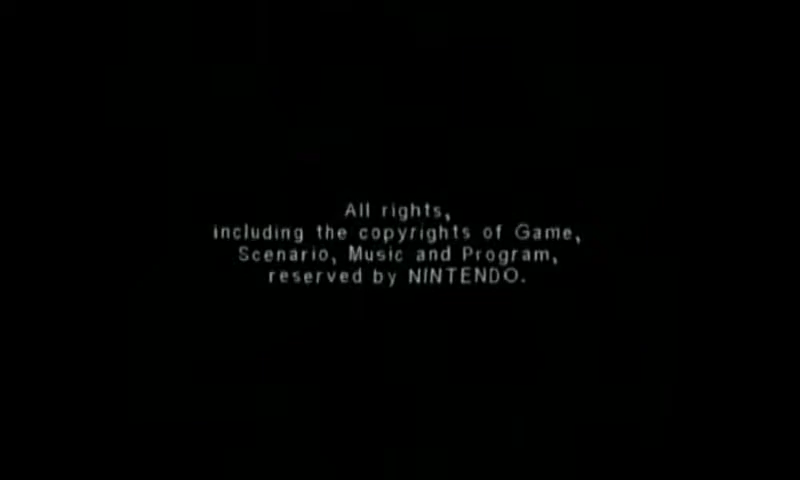 All rights,
including the copyrights of Game,
Scenario, Music and Program,
reserved by NINTENDO.